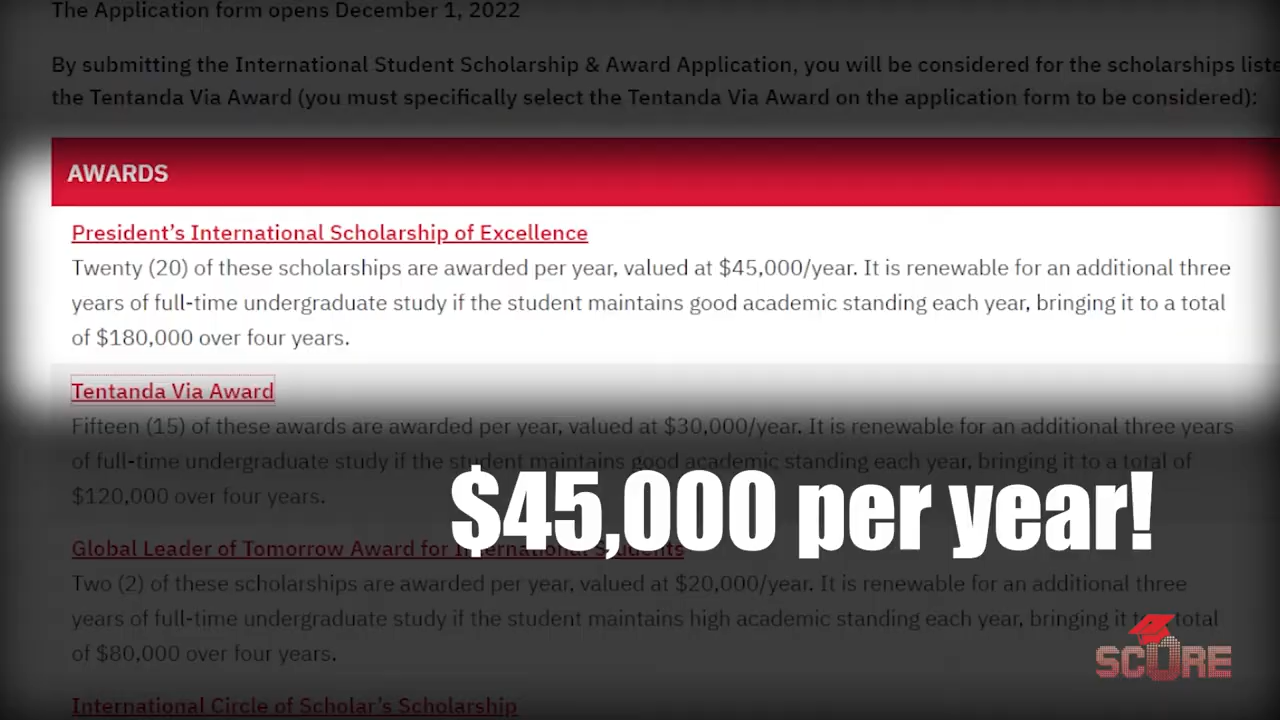 The Application form opens December 1, 2022
By submitting the International Student Scholarship & Award Application, you will be considered for the scholarships liste
the Tentanda Via Award (you must specifically select the Tentanda Via Award on the application form to be considered):
AWARDS
President’s International Scholarship of Excellence
Twenty (20) of these scholarships are awarded per year, valued at $45,000/year. It is renewable for an additional three
years of full-time undergraduate study if the student maintains good academic standing each year, bringing it to a total
of $180,000 over four years.
Tentanda Via Award
Fifteen (15) of these awards are awarded per year, valued at $30,000/year. It is renewable for an additional three years
of full-time undergraduate study if the student maintains good academic standing each year, bringing it to a total of
$120,000 over four years.
$45,000 per year!
Global Leader of Tomorrow Award for International Students
Two (2) of these scholarships are awarded per year, valued at $20,000/year. It is renewable for an additional three
years of full-time undergraduate study if the student maintains high academic standing each year, bringing it to a total
of $80,000 over four years.
SCORE
International Circle of Scholar’s Scholarship